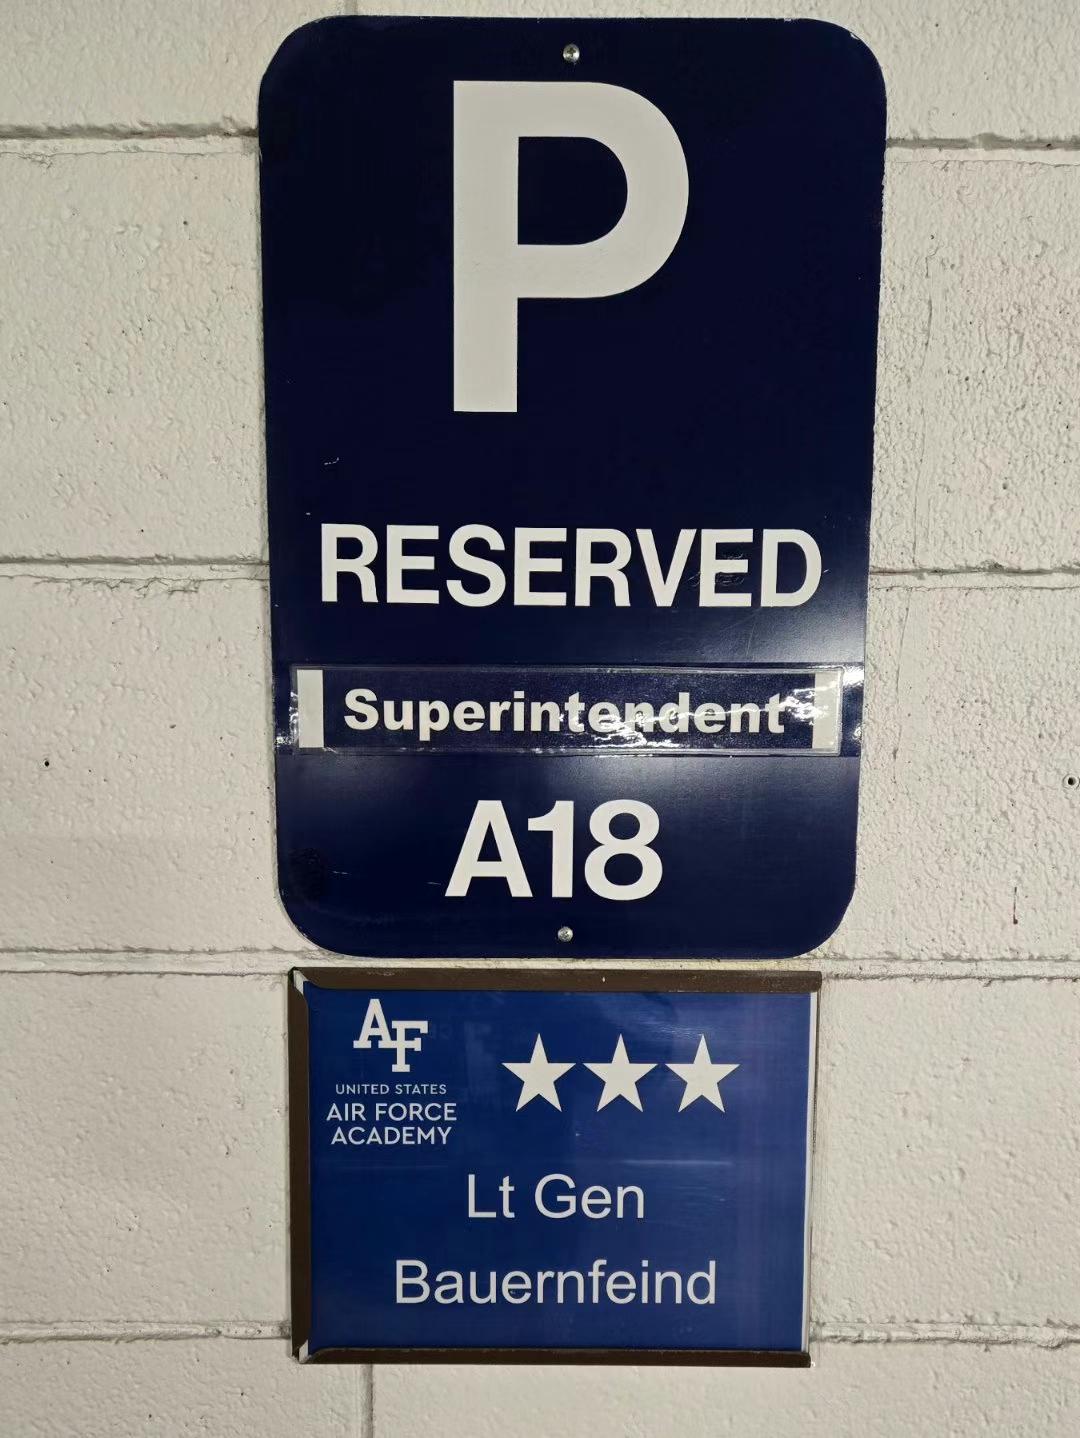 P
RESERVED
Superintendent
A18
AF
UNITED STATES
AIR FORCE
ACADEMY
Lt Gen
Bauernfeind